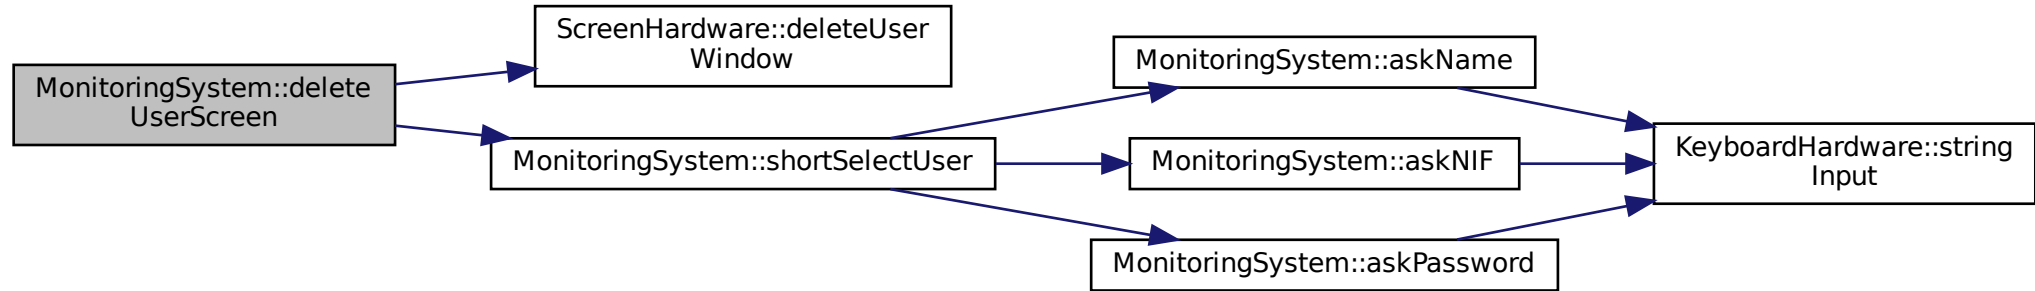 MonitoringSystem::delete
UserScreen
ScreenHardware::deleteUser
Window
MonitoringSystem::shortSelectUser
MonitoringSystem::askName
MonitoringSystem::askNIF
MonitoringSystem::askPassword
KeyboardHardware::string
Input